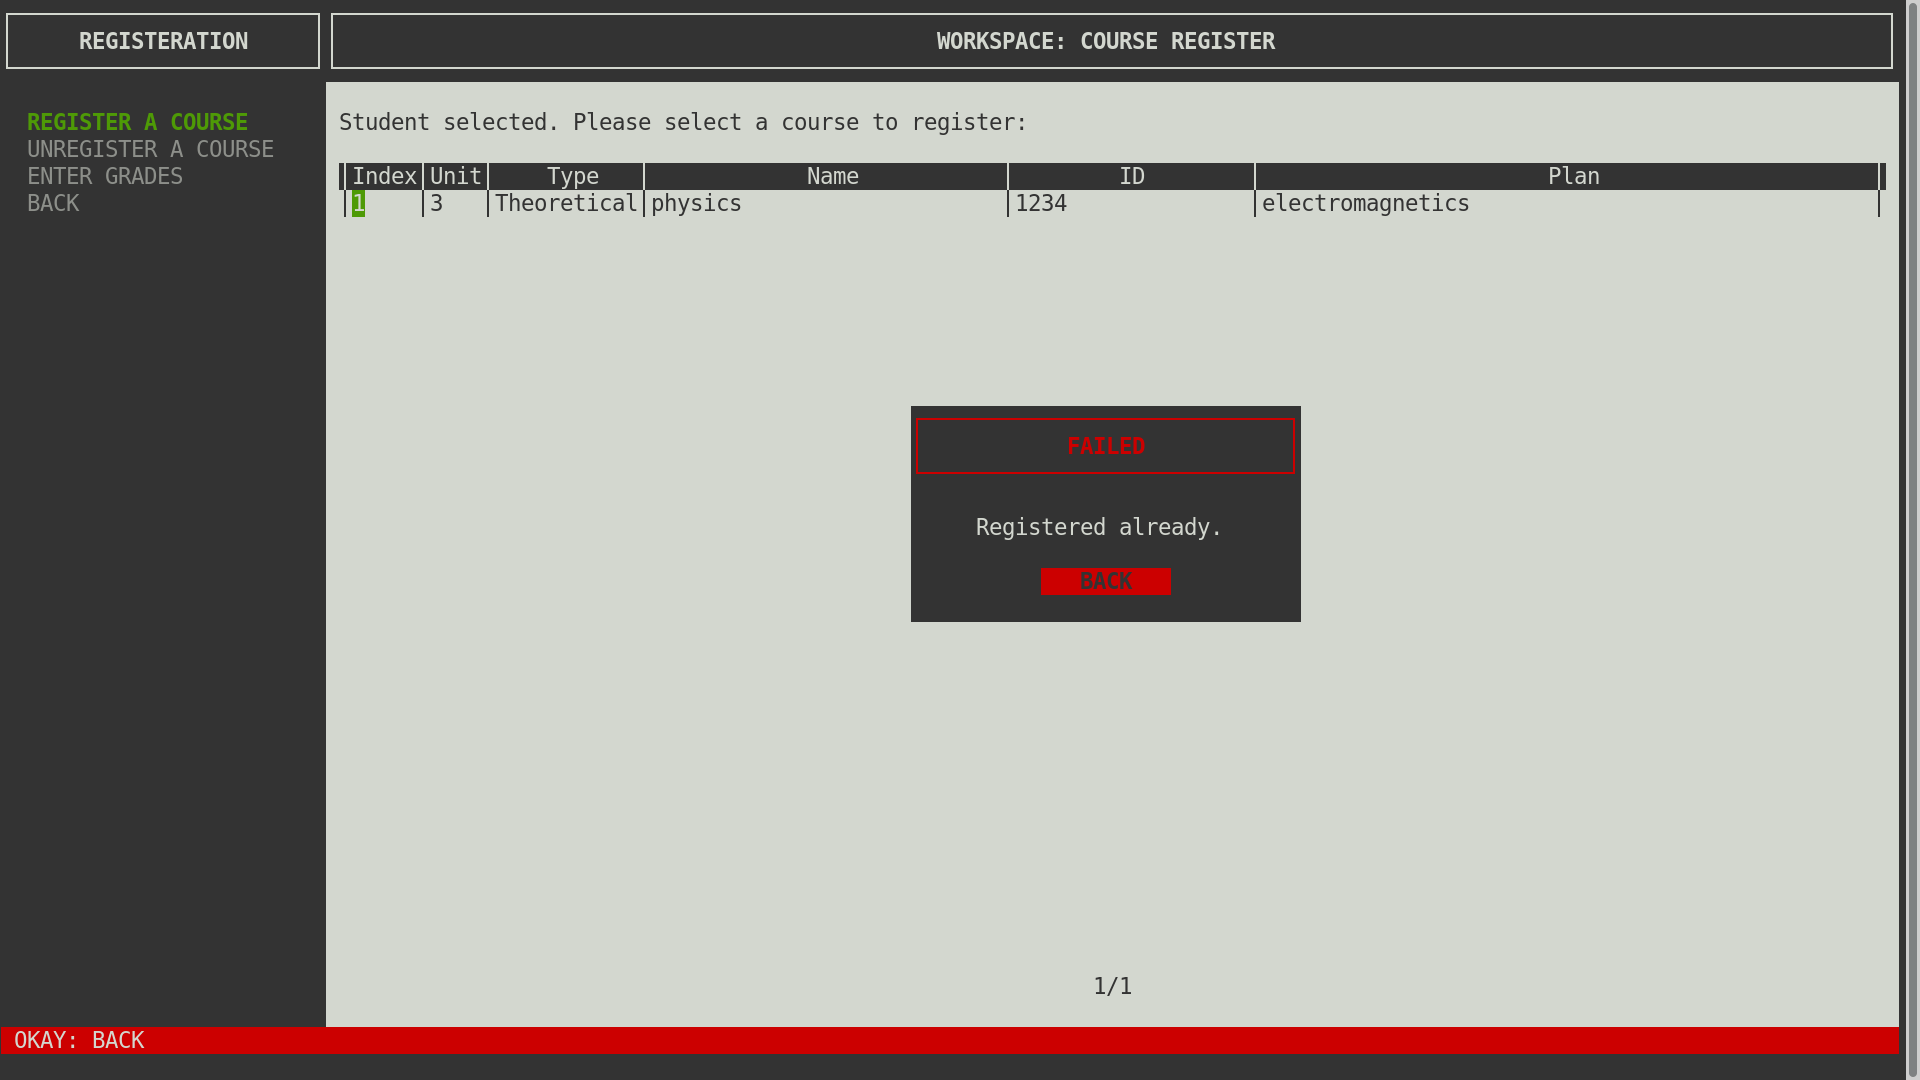 REGISTERATION
WORKSPACE: COURSE REGISTER
REGISTER A COURSE
UNREGISTER A COURSE
ENTER GRADES
BACK
Student selected. Please select a course to register:
Index Unit Type Name ID Plan
1 3 Theoretical physics 1234 electromagnetics
FAILED
Registered already.
BACK
1/1
OKAY: BACK